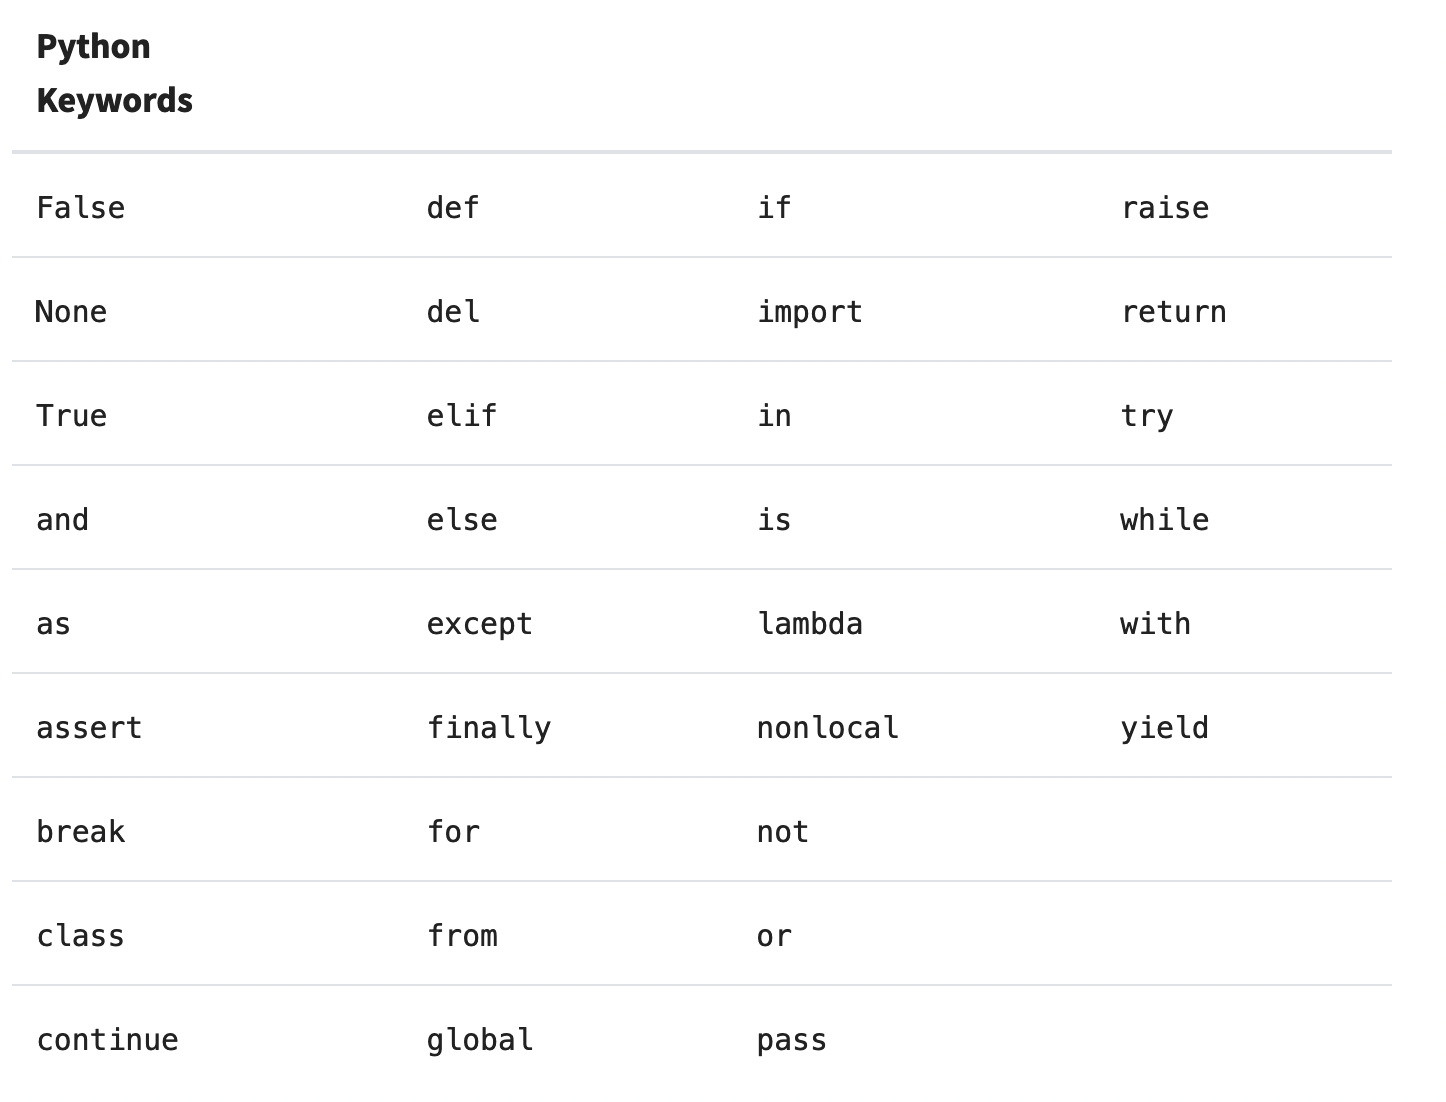 Python
Keywords
False def if raise
None del import return
True elif in try
and else is while
as except lambda with
assert finally nonlocal yield
break for not
class from or
continue global pass